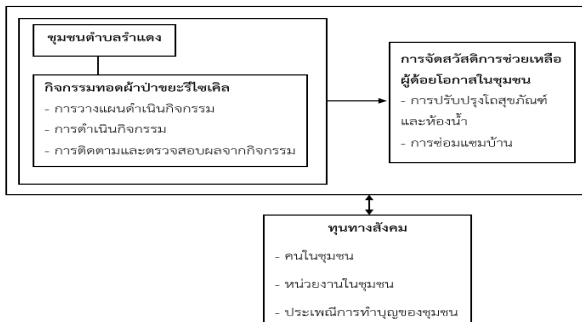 ชุมชนตำบลรำแดง
กิจกรรมทอดผ้าป่าขยะรีไซเคิล
- การวางแผนดำเนินกิจกรรม
- การดำเนินกิจกรรม
- การติดตามและตรวจสอบผลจากกิจกรรม
การจัดสวัสดิการช่วยเหลือ
ผู้ด้อยโอกาสในชุมชน
- การปรับปรุงโถสุขภัณฑ์
และห้องน้ำ
- การซ่อมแซมบ้าน
ทุนทางสังคม
- คนในชุมชน
- หน่วยงานในชุมชน
- ประเพณีการทำบุญของชุมชน